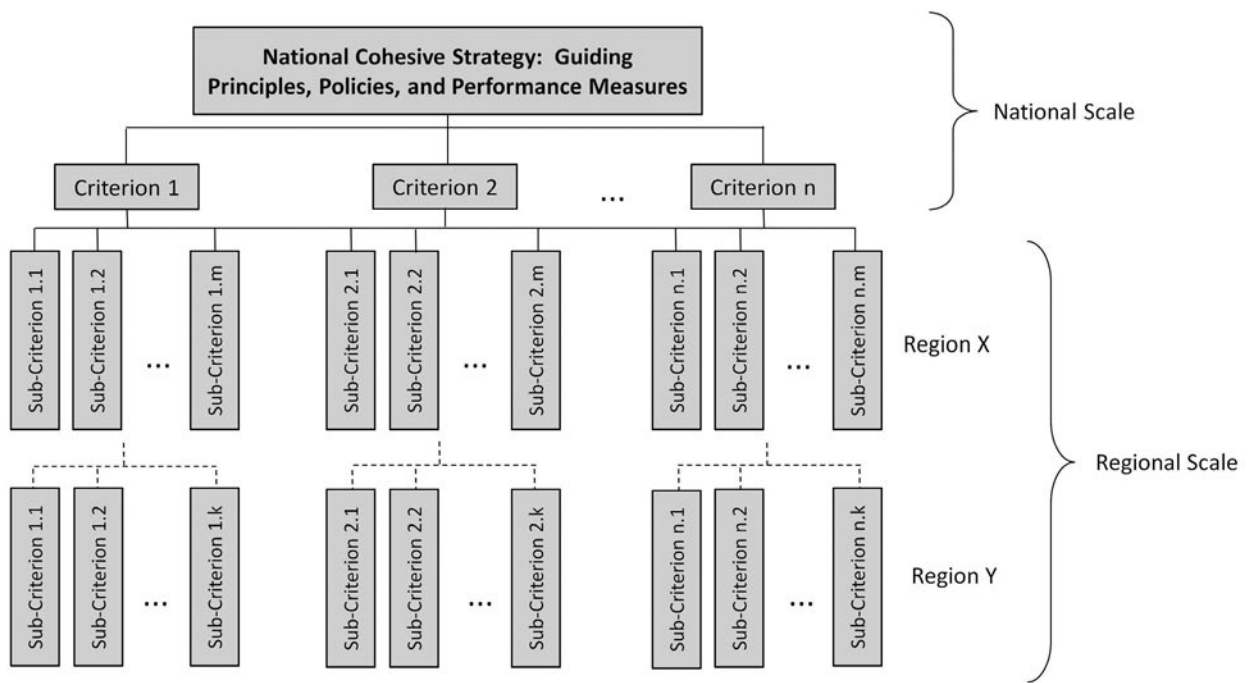 National Cohesive Strategy:  Guiding
Principles, Policies, and Performance Measures
National Scale
Criterion 1
Criterion 2
...
Criterion n
Sub-Criterion 1.1
Sub-Criterion 1.2
...
Sub-Criterion 1.m
Sub-Criterion 2.1
Sub-Criterion 2.2
...
Sub-Criterion 2.m
Sub-Criterion n.1
Sub-Criterion n.2
...
Sub-Criterion n.m
Region X
Regional Scale
Sub-Criterion 1.1
Sub-Criterion 1.2
...
Sub-Criterion 1.k
Sub-Criterion 2.1
Sub-Criterion 2.2
...
Sub-Criterion 2.k
Sub-Criterion n.1
Sub-Criterion n.2
...
Sub-Criterion n.k
Region Y